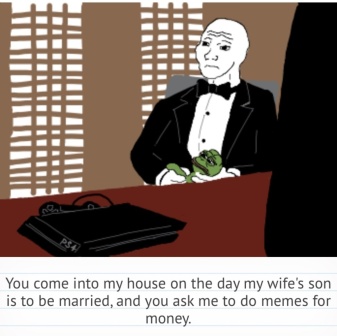 PS4
You come into my house on the day my wife's son
is to be married, and you ask me to do memes for
money.